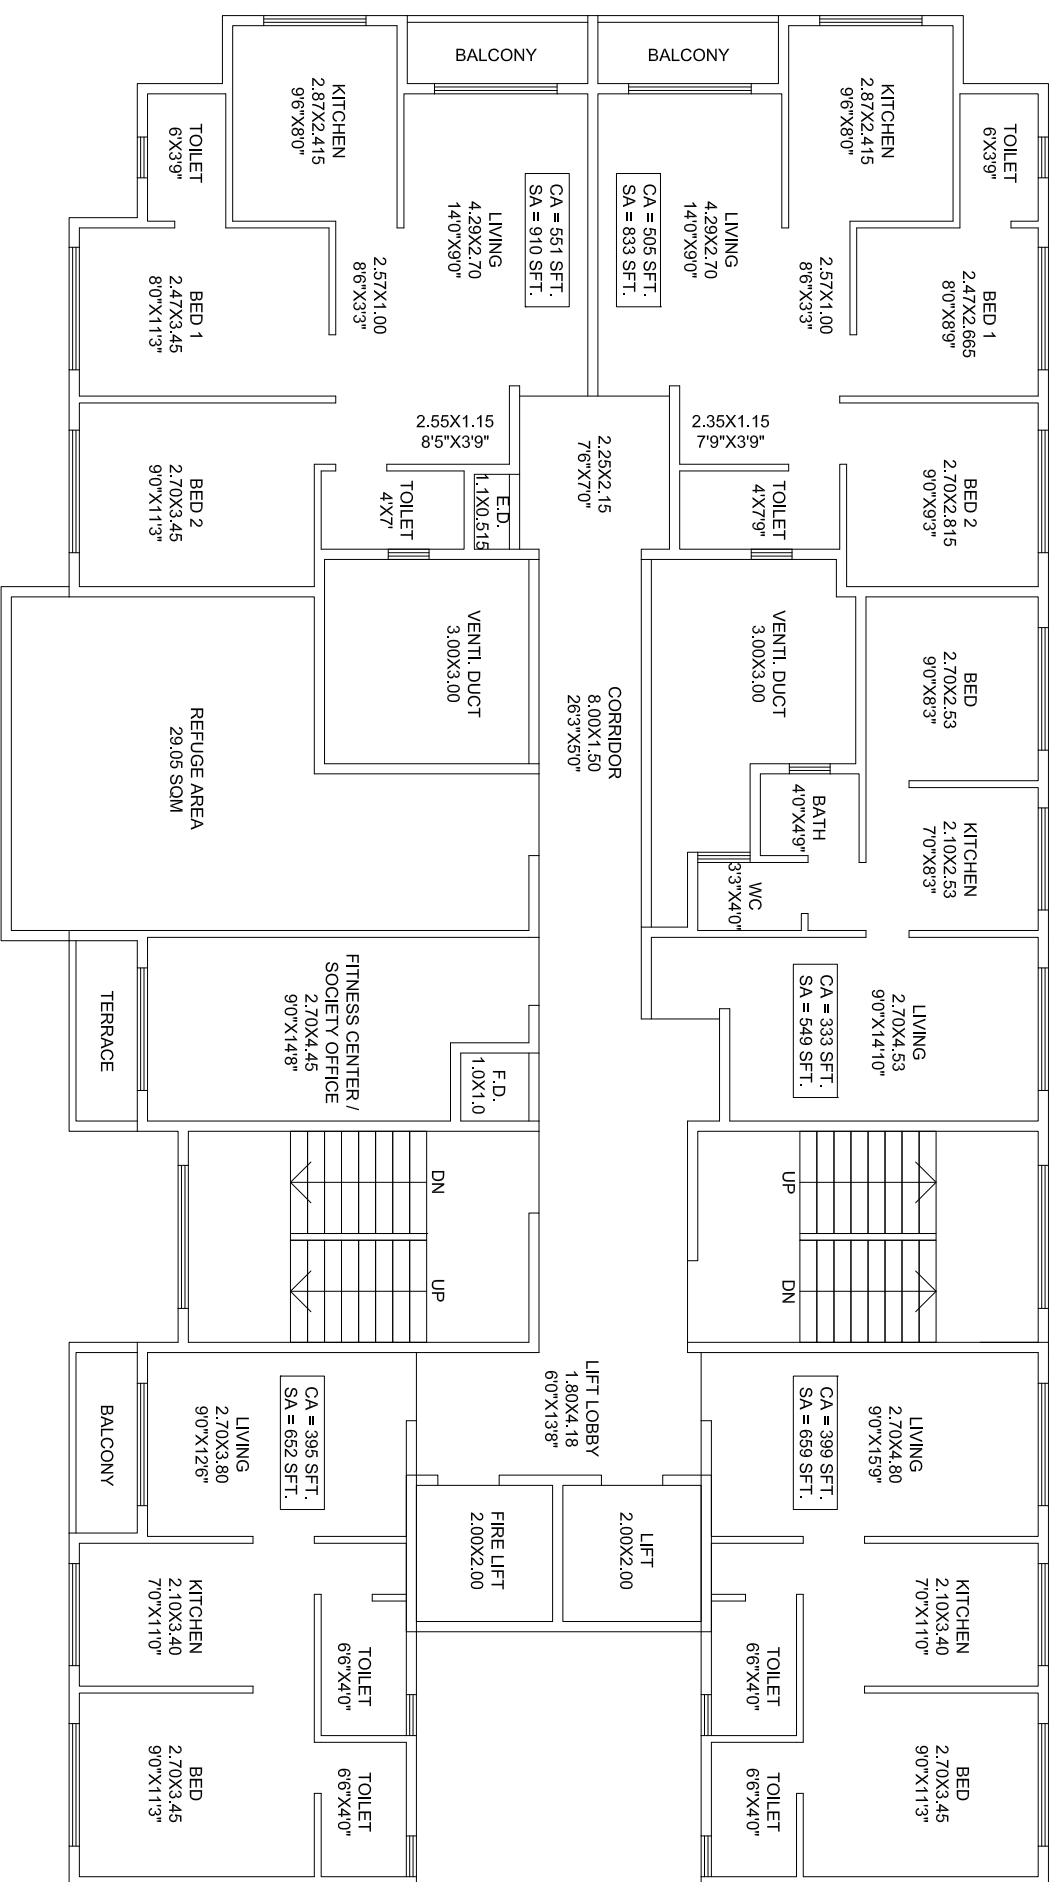 BALCONY
BALCONY
KITCHEN
2.87X2.415
9'6"X8'0"
KITCHEN
2.87X2.415
9'6"X8'0"
TOILET
6'X3'9"
TOILET
6'X3'9"
CA = 551 SFT.
SA = 910 SFT.
CA = 505 SFT.
SA = 833 SFT.
LIVING
4.29X2.70
14'0"X9'0"
LIVING
4.29X2.70
14'0"X9'0"
2.57X1.00
8'6"X3'3"
2.57X1.00
8'6"X3'3"
BED 1
2.47X3.45
8'0"X11'3"
BED 1
2.47X2.665
8'0"X8'9"
2.55X1.15
8'5"X3'9"
2.35X1.15
7'9"X3'9"
2.25X2.15
7'6"X7'0"
BED 2
2.70X3.45
9'0"X11'3"
TOILET
4'X7'
E.D.
1.1X0.515
TOILET
4'X7'9"
BED 2
2.70X2.815
9'0"X9'3"
VENTI. DUCT
3.00X3.00
VENTI. DUCT
3.00X3.00
BED
2.70X2.53
9'0"X8'3"
CORRIDOR
8.00X1.50
26'3"X5'0"
REFUGE AREA
29.05 SQM
BATH
4'0"X4'9"
KITCHEN
2.10X2.53
7'0"X8'3"
WC
3'3"X4'0"
FITNESS CENTER /
SOCIETY OFFICE
2.70X4.45
9'0"X14'8"
TERRACE
F.D.
1.0X1.0
CA = 333 SFT.
SA = 549 SFT.
LIVING
2.70X4.53
9'0"X14'10"
DN
UP
UP
DN
LIFT LOBBY
1.80X4.18
6'0"X13'8"
BALCONY
LIVING
2.70X3.80
9'0"X12'6"
CA = 395 SFT.
SA = 652 SFT.
CA = 399 SFT.
SA = 659 SFT.
LIVING
2.70X4.80
9'0"X15'9"
FIRE LIFT
2.00X2.00
LIFT
2.00X2.00
KITCHEN
2.10X3.40
7'0"X11'0"
KITCHEN
2.10X3.40
7'0"X11'0"
TOILET
6'6"X4'0"
TOILET
6'6"X4'0"
BED
2.70X3.45
9'0"X11'3"
TOILET
6'6"X4'0"
TOILET
6'6"X4'0"
BED
2.70X3.45
9'0"X11'3"